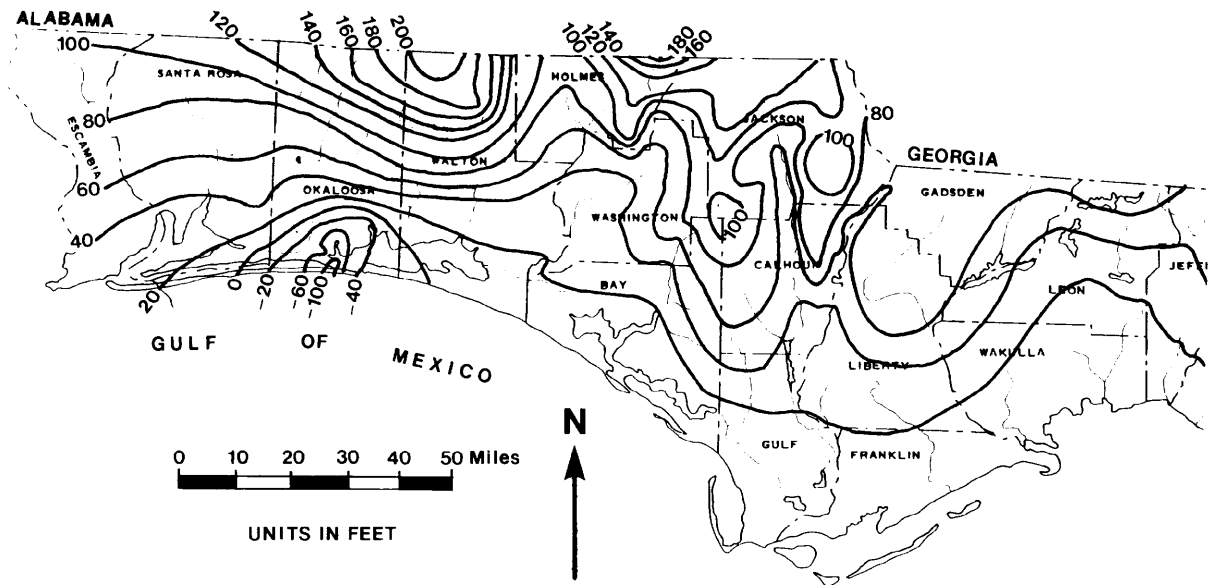 ALABAMA
120
140
160
180
200
100
120
140
180
160
100
SANTA ROSA
HOLMES
80
ESCAMBIA
WALTON
JACKSON
100
80
GEORGIA
60
OKALOOSA
GADSDEN
40
WASHINGTON
100
CALHOUN
JEFF
20
0
-20
-60
-100
-40
BAY
LEON
GULF OF MEXICO
LIBERTY
WAKULLA
N
GULF
FRANKLIN
0 10 20 30 40 50 Miles
UNITS IN FEET